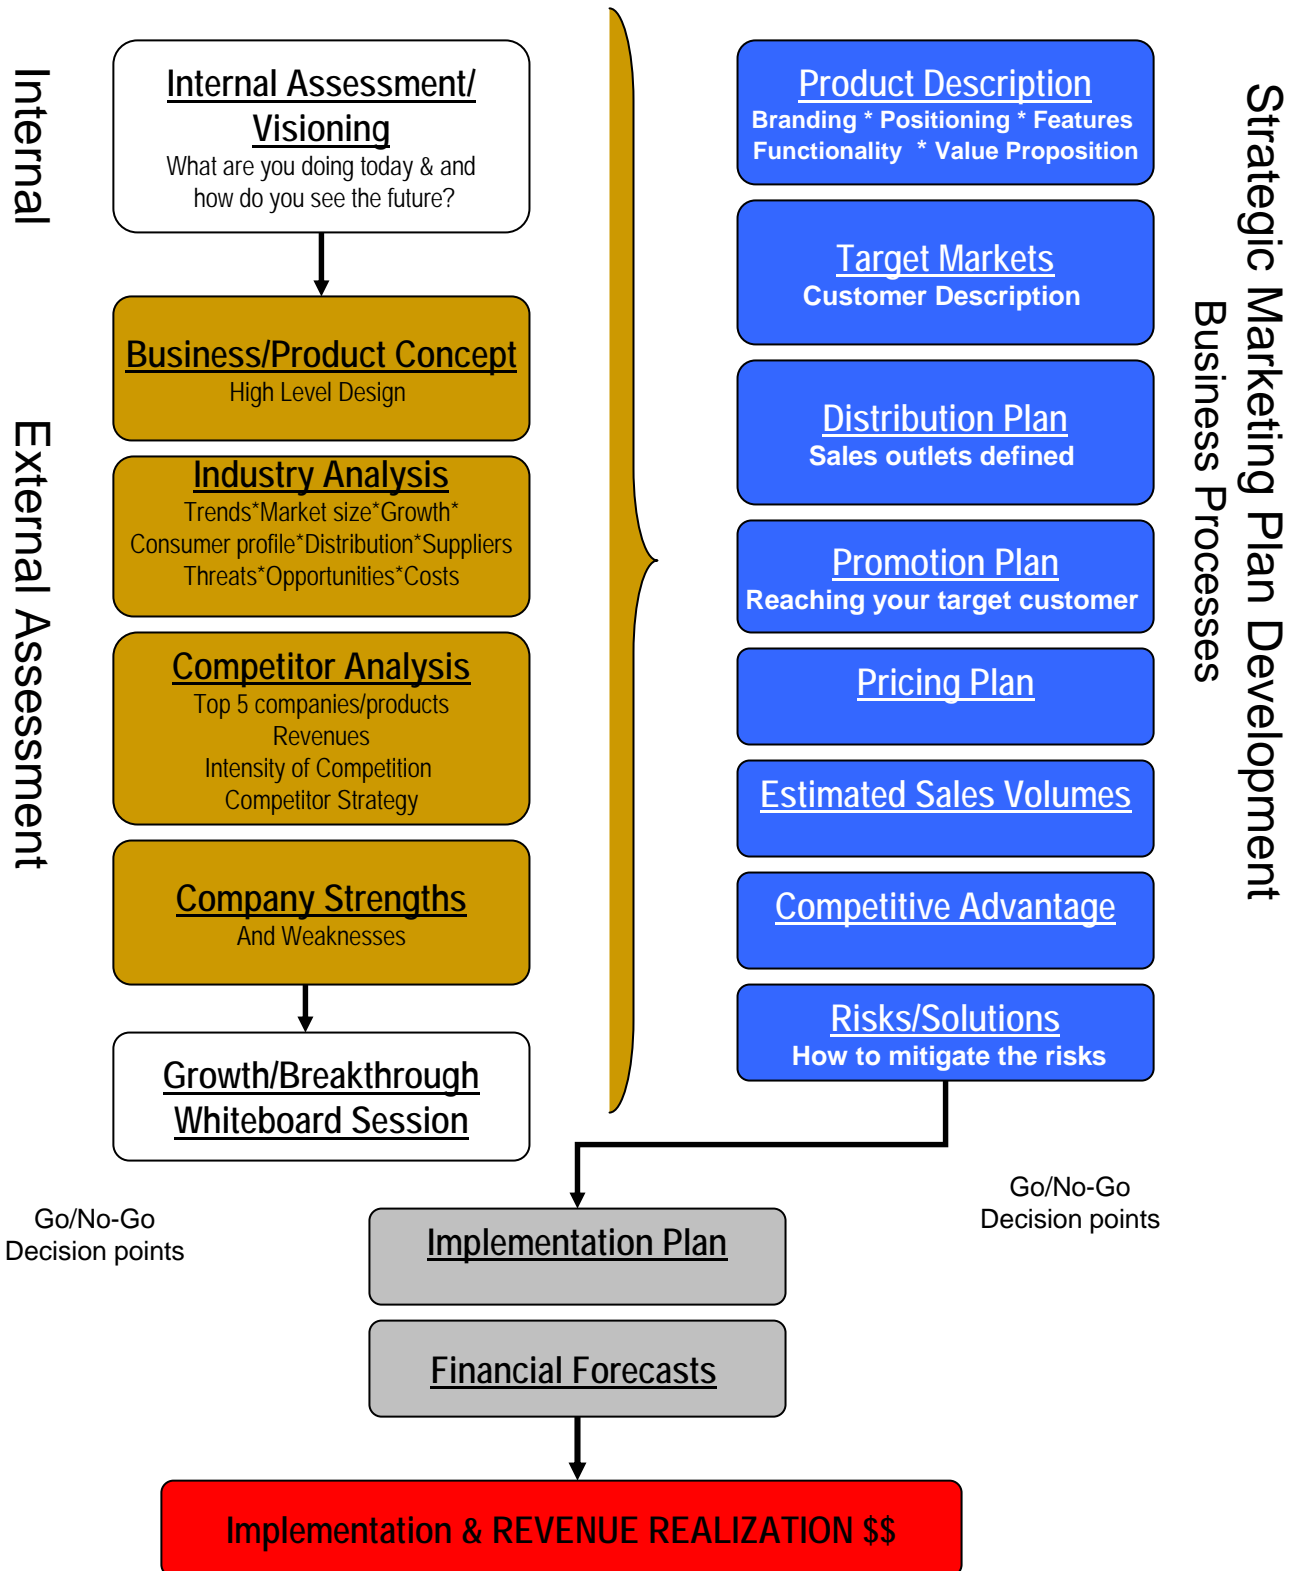 Internal
Internal Assessment/
Visioning
What are you doing today & and
how do you see the future?
External Assessment
Business/Product Concept
High Level Design
Industry Analysis
Trends*Market size*Growth*
Consumer profile*Distribution*Suppliers
Threats*Opportunities*Costs
Competitor Analysis
Top 5 companies/products
Revenues
Intensity of Competition
Competitor Strategy
Company Strengths
And Weaknesses
Growth/Breakthrough
Whiteboard Session
Go/No-Go
Decision points
Strategic Marketing Plan Development
Business Processes
Product Description
Branding * Positioning * Features
Functionality * Value Proposition
Target Markets
Customer Description
Distribution Plan
Sales outlets defined
Promotion Plan
Reaching your target customer
Pricing Plan
Estimated Sales Volumes
Competitive Advantage
Risks/Solutions
How to mitigate the risks
Go/No-Go
Decision points
Implementation Plan
Financial Forecasts
Implementation & REVENUE REALIZATION $$